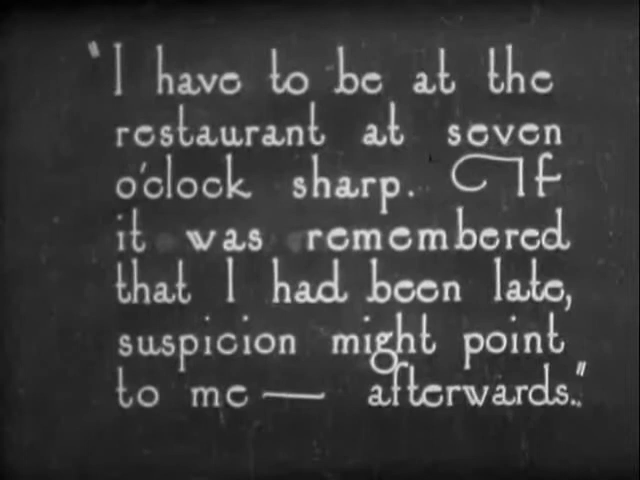 "I have to be at the
restaurant at seven
o'clock sharp. If
it was remembered
that I had been late,
suspicion might point
to me — afterwards."